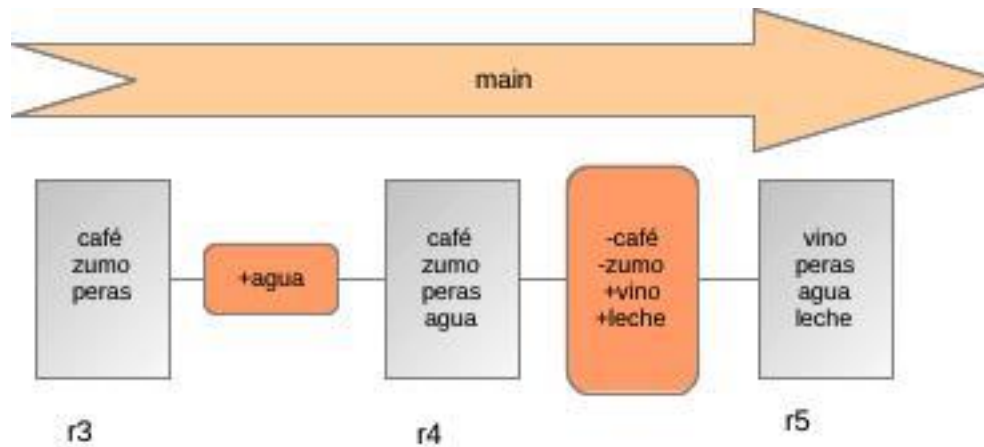 main
café
zumo
peras
+agua
café
zumo
peras
agua
-café
-zumo
+vino
+leche
vino
peras
agua
leche
r3
r4
r5